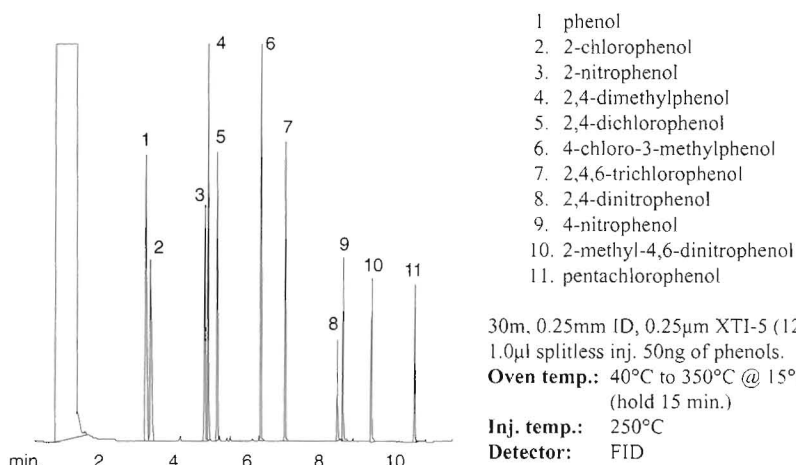 4
6
1
5
7
3
2
9
10
11
8
min.
2
4
6
8
10
1 phenol
2. 2-chlorophenol
3. 2-nitrophenol
4. 2,4-dimethylphenol
5. 2,4-dichlorophenol
6. 4-chloro-3-methylphenol
7. 2,4,6-trichlorophenol
8. 2,4-dinitrophenol
9. 4-nitrophenol
10. 2-methyl-4,6-dinitrophenol
11. pentachlorophenol
30m, 0.25mm ID, 0.25µm XTI-5 (12
1.0µl splitless inj. 50ng of phenols.
Oven temp.: 40°C to 350°C @ 15°
(hold 15 min.)
Inj. temp.: 250°C
Detector: FID